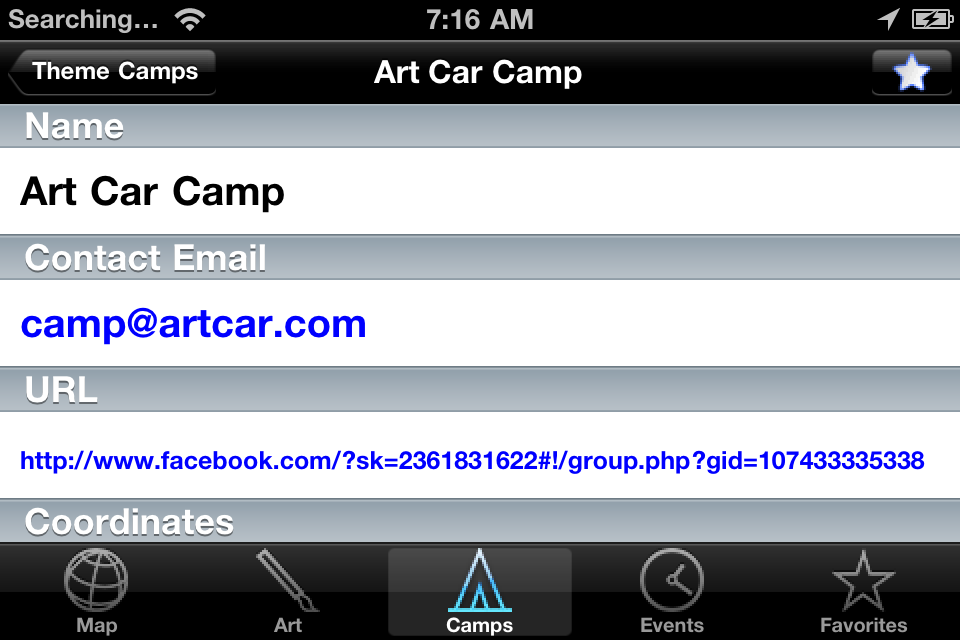 Searching... 7:16 AM
Theme Camps Art Car Camp
Name
Art Car Camp
Contact Email
camp@artcar.com
URL
http://www.facebook.com/?sk=2361831622#!/group.php?gid=107433335338
Coordinates
Map Art Camps Events Favorites